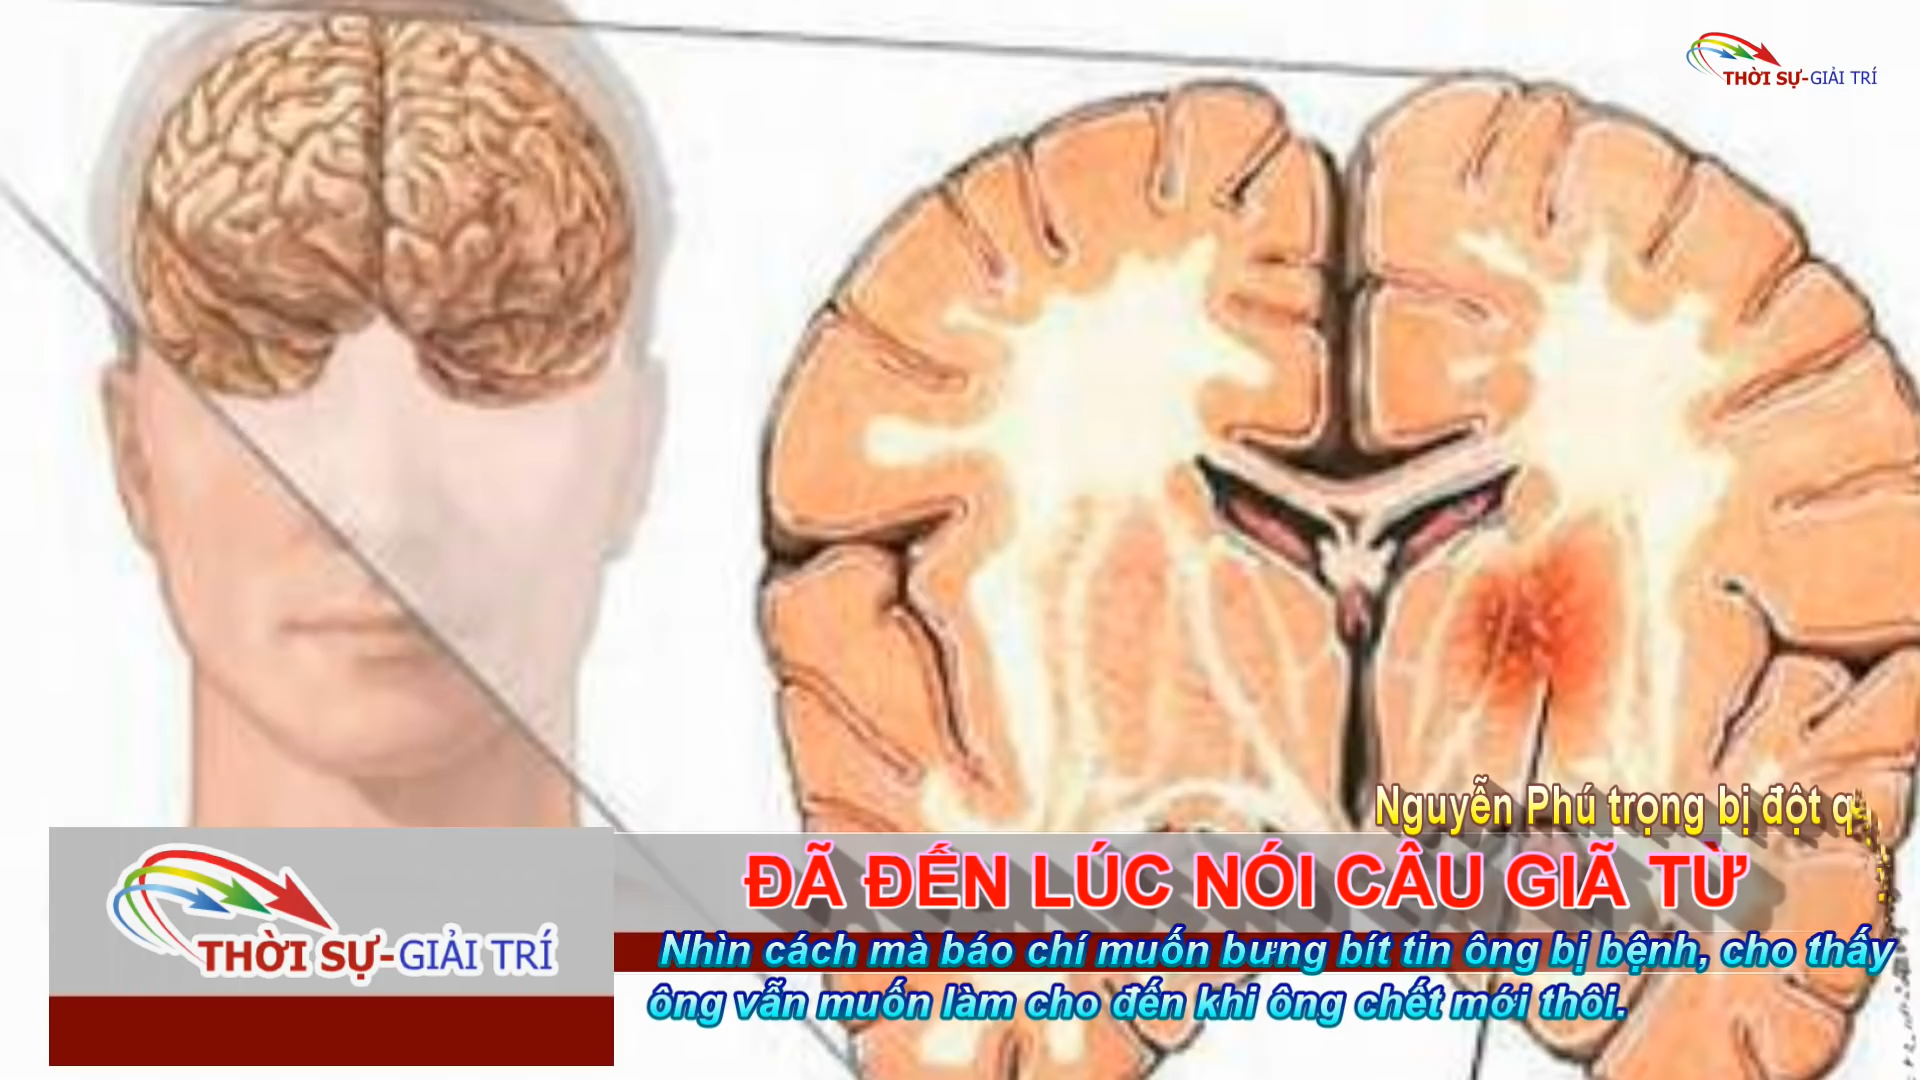 THỜI SỰ-GIẢI TRÍ
Nguyễn Phú trọng bị đột
ĐÃ ĐẾN LÚC NÓI CÂU GIÃ TỪ
THỜI SỰ-GIẢI TRÍ
Nhìn cách mà báo chí muốn bưng bít tin ông bị bệnh, cho thấy
ông vẫn muốn làm cho đến khi ông chết mới thôi.